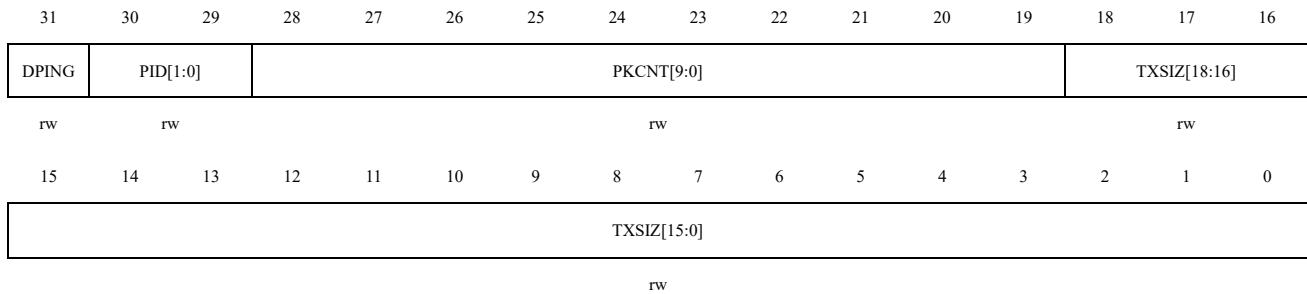 31 30 29 28 27 26 25 24 23 22 21 20 19 18 17 16
DPING PID[1:0] PKCNT[9:0] TXSIZ[18:16]
rw rw rw rw
15 14 13 12 11 10 9 8 7 6 5 4 3 2 1 0
TXSIZ[15:0]
rw